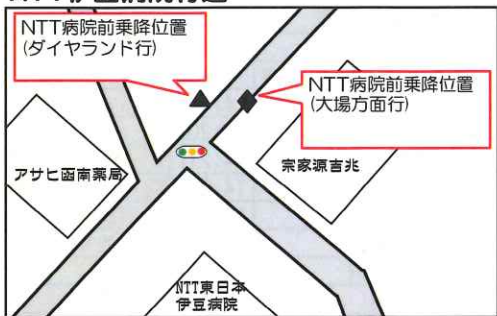 NTT病院前乗降位置
(ダイヤランド行)
NTT病院前乗降位置
(大場方面行)
アサヒ函南薬局
宗家源吉兆
NTT東日本
伊豆病院